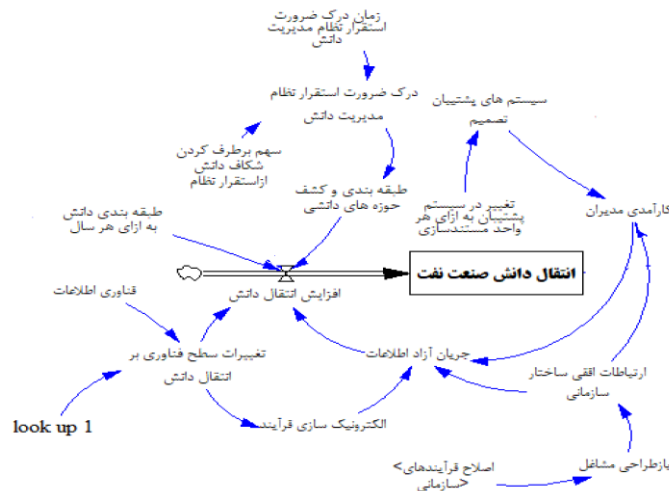 زمان درک ضرورت
استقرار نظام مدیریت
دانش
درک ضرورت استقرار نظام
مدیریت دانش
سیستم های پشتیبان
تصمیم
سهم برطرف کردن
شکاف دانش
ازاستقرار نظام
طبقه بندی و کشف
حوزه های دانشی
تغییر در سیستم
پشتیبان به ازای هر
واحد مستندسازی
کارآمدی مدیران
طبقه بندی دانش
به ازای هر سال
انتقال دانش صنعت نفت
افزایش انتقال دانش
فناوری اطلاعات
تغییرات سطح فناوری بر
انتقال دانش
جریان آزاد اطلاعات
ارتباطات افقی ساختار
سازمانی
look up 1
الکترونیک سازی فرآیند
بازطراحی مشاغل
<اصلاح فرآیندهای
سازمانی>